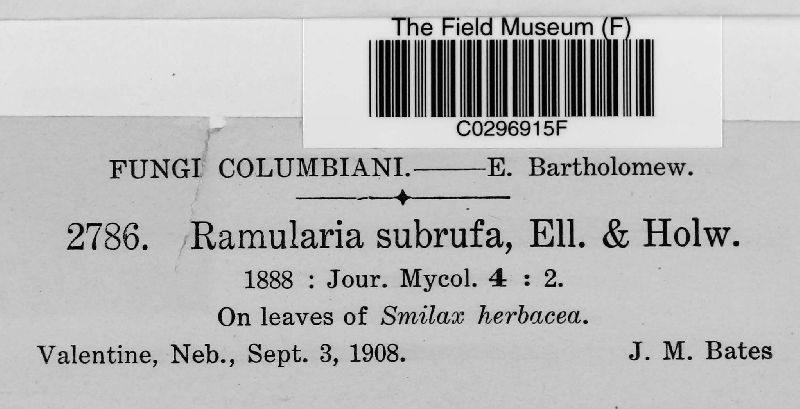 The Field Museum (F)
C0296915F
FUNGI COLUMBIANI.——E. Bartholomew.
2786. Ramularia subrufa, Ell. & Holw.
1888 : Jour. Mycol. 4 : 2.
On leaves of Smilax herbacea.
Valentine, Neb., Sept. 3, 1908. J. M. Bates